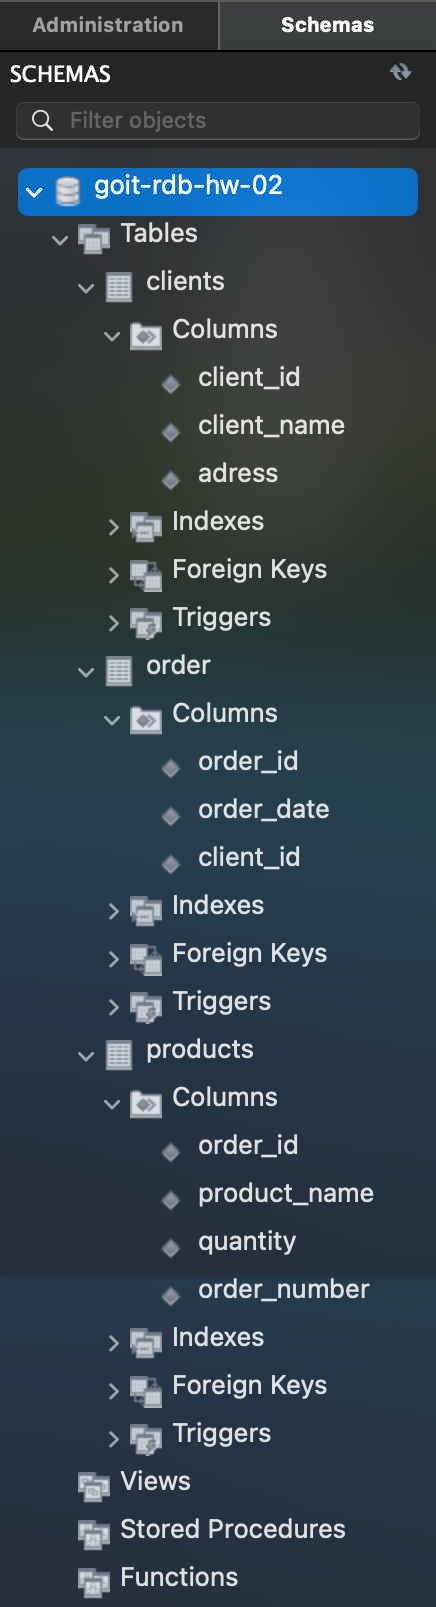 Administration Schemas
SCHEMAS
Filter objects
goit-rdb-hw-02
Tables
clients
Columns
client_id
client_name
adress
Indexes
Foreign Keys
Triggers
order
Columns
order_id
order_date
client_id
Indexes
Foreign Keys
Triggers
products
Columns
order_id
product_name
quantity
order_number
Indexes
Foreign Keys
Triggers
Views
Stored Procedures
Functions